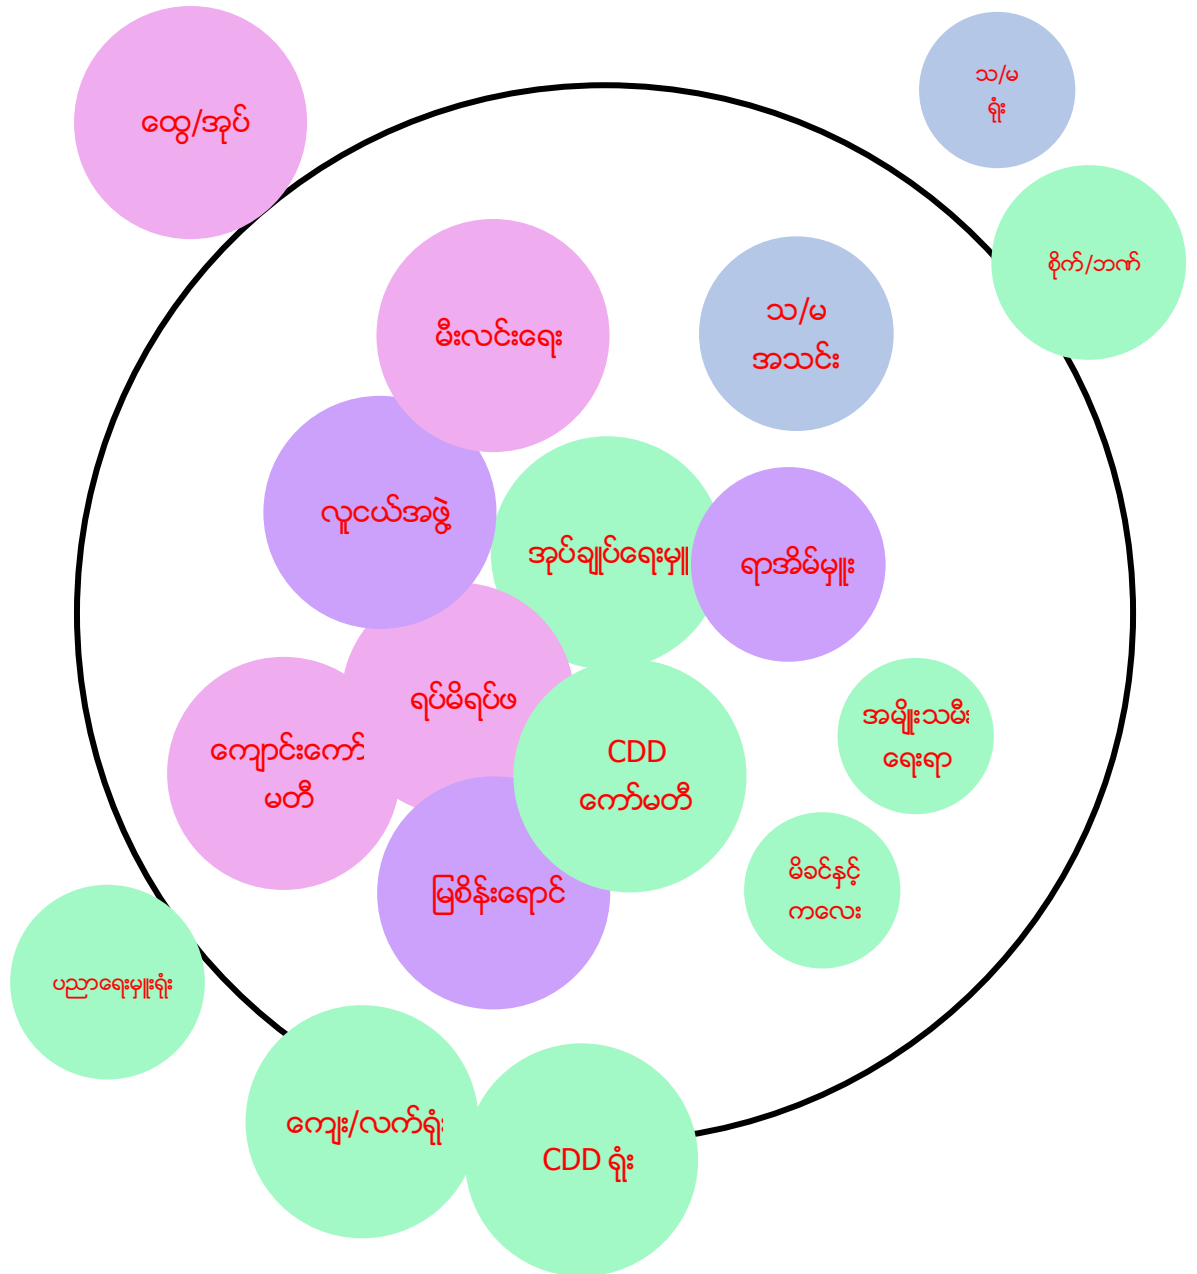 ထွေ/အုပ်
သ/မ
ရုံး
စိုက်/ဘဏ်
မီးလင်းရေး
သ/မ
အသင်း
လူငယ်အဖွဲ့
အုပ်ချုပ်ရေးမှူ
ရာအိမ်မှူး
ရပ်မိရပ်ဖ
ကျောင်းကော်
မတီ
CDD
ကော်မတီ
အမျိုးသမီး
ရေးရာ
မြစိန်းရောင်
မိခင်နှင့်
ကလေး
ပညာရေးမှူးရုံး
ကျေး/လက်ရုံး
CDD ရုံး